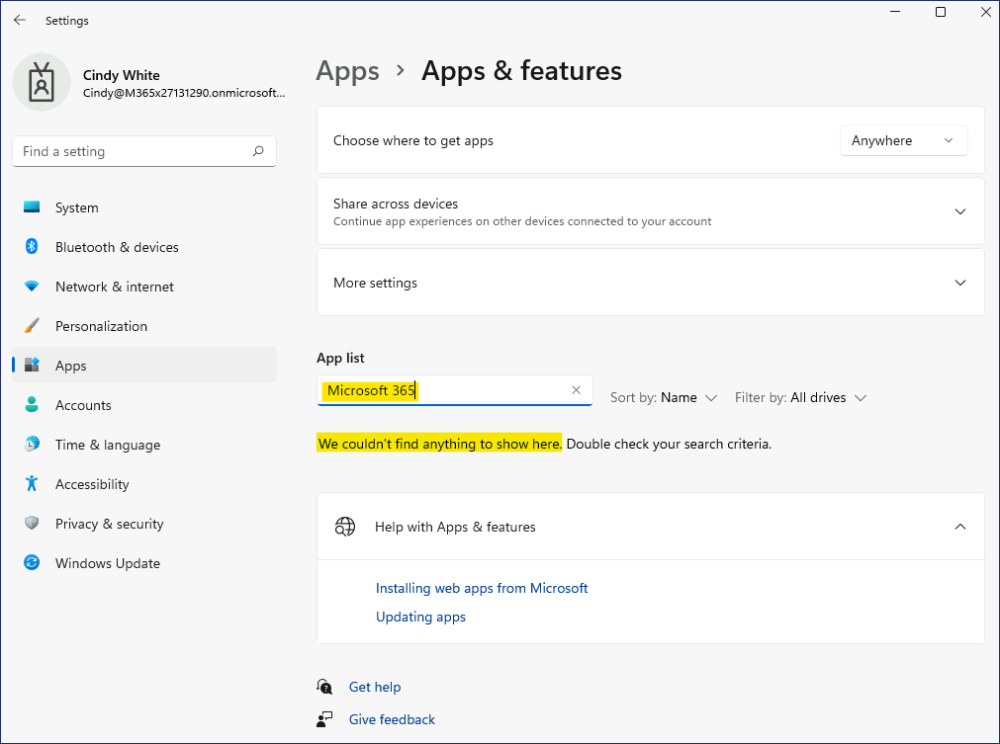 Settings
Cindy White
Cindy@M365x27131290.onmicrosoft...
Find a setting
System
Bluetooth & devices
Network & internet
Personalization
Apps
Accounts
Time & language
Accessibility
Privacy & security
Windows Update
Apps > Apps & features
Choose where to get apps
Anywhere
Share across devices
Continue app experiences on other devices connected to your account
More settings
App list
Microsoft 365
Sort by: Name
Filter by: All drives
We couldn't find anything to show here. Double check your search criteria.
Help with Apps & features
Installing web apps from Microsoft
Updating apps
Get help
Give feedback